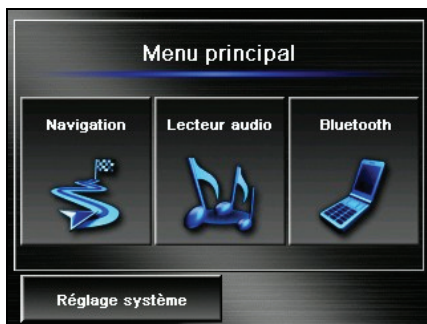 Menu principal
Navigation
Lecteur audio
Bluetooth
Réglage système